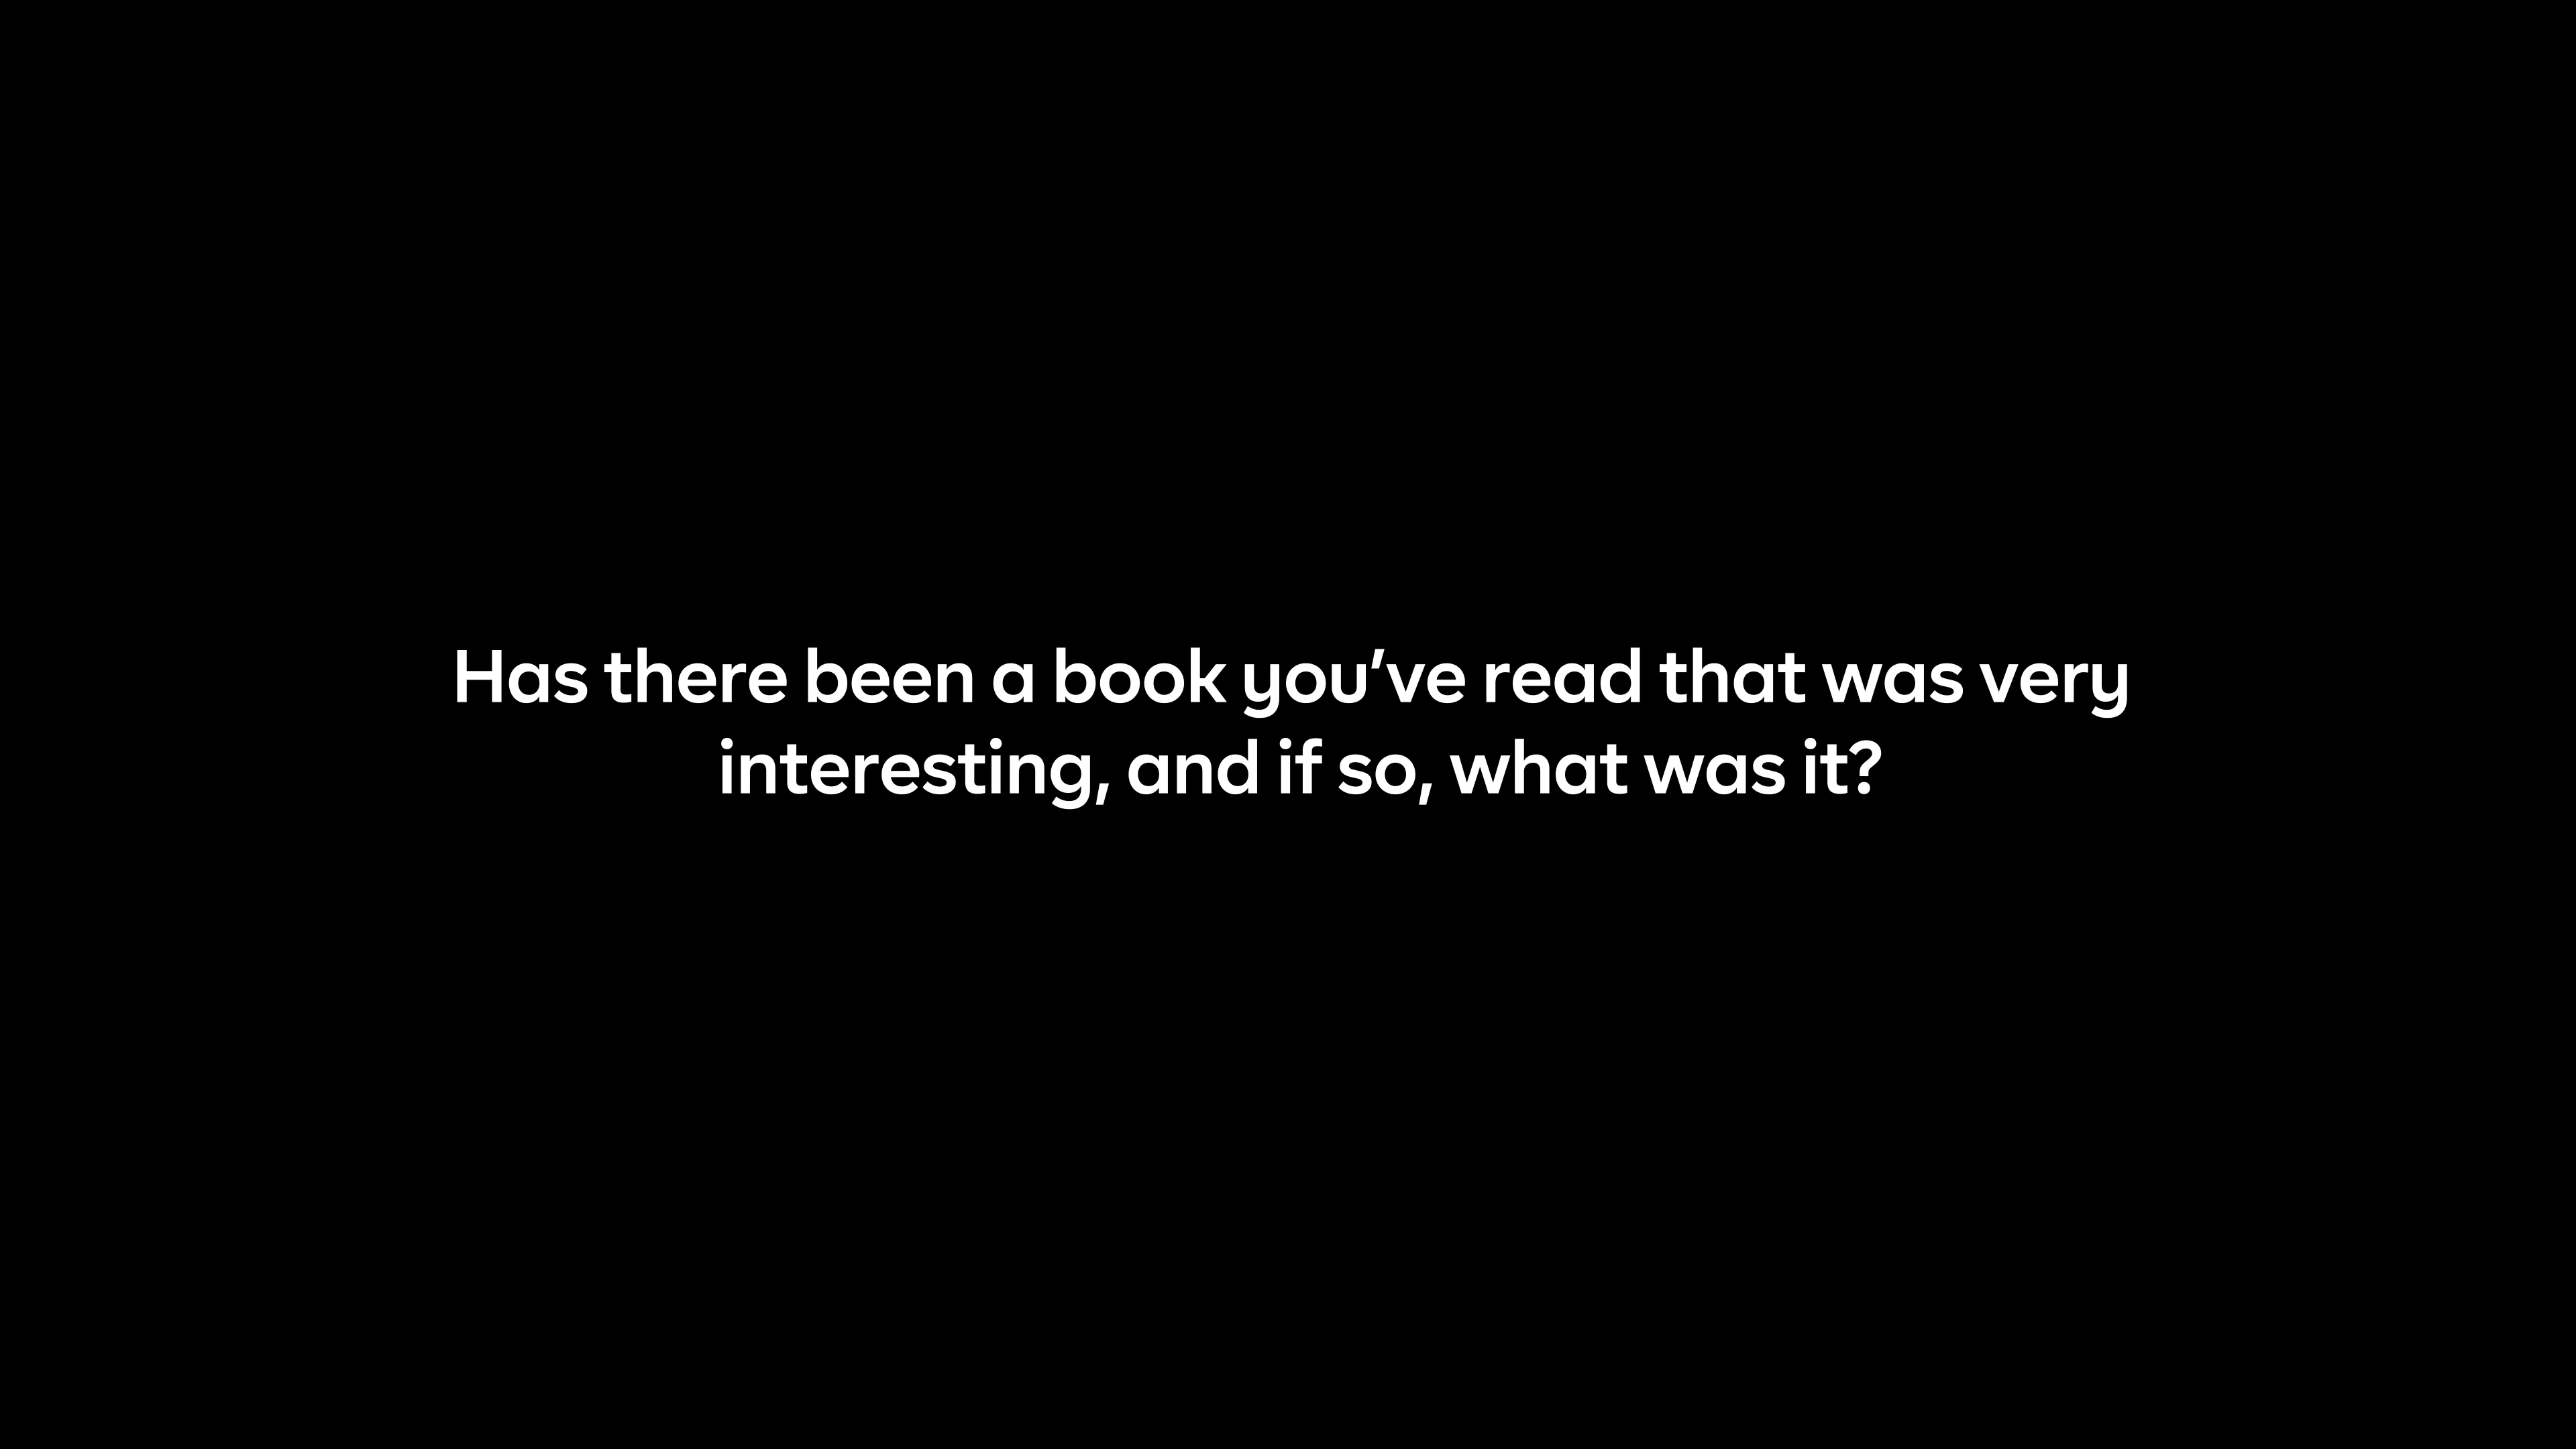 Has there been a book you’ve read that was very
interesting, and if so, what was it?